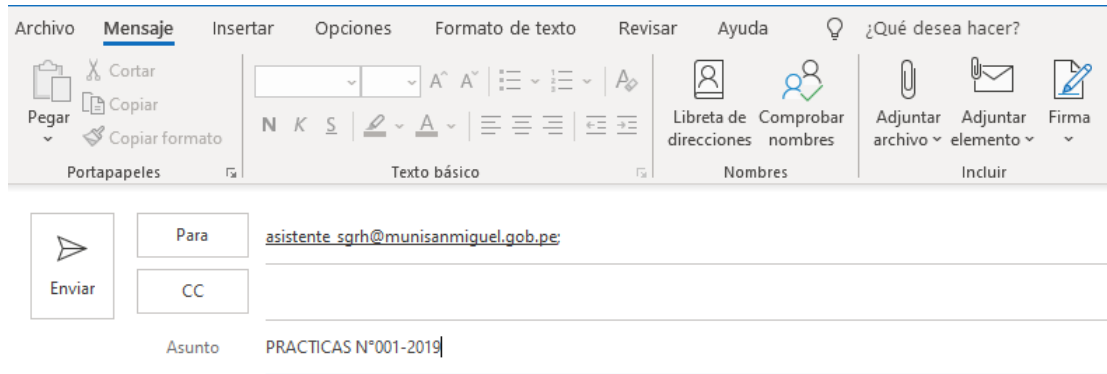 Archivo Mensaje Insertar Opciones Formato de texto Revisar Ayuda ¿Qué desea hacer?
Pegar
Cortar
Copiar
Copiar formato
Portapapeles
N K S A
Texto básico
Libreta de direcciones
Comprobar nombres
Nombres
Adjuntar archivo
Adjuntar elemento
Firma
Incluir
Enviar
Para asistente_sgrh@munisanmiguel.gob.pe;
CC
Asunto PRACTICAS N°001-2019